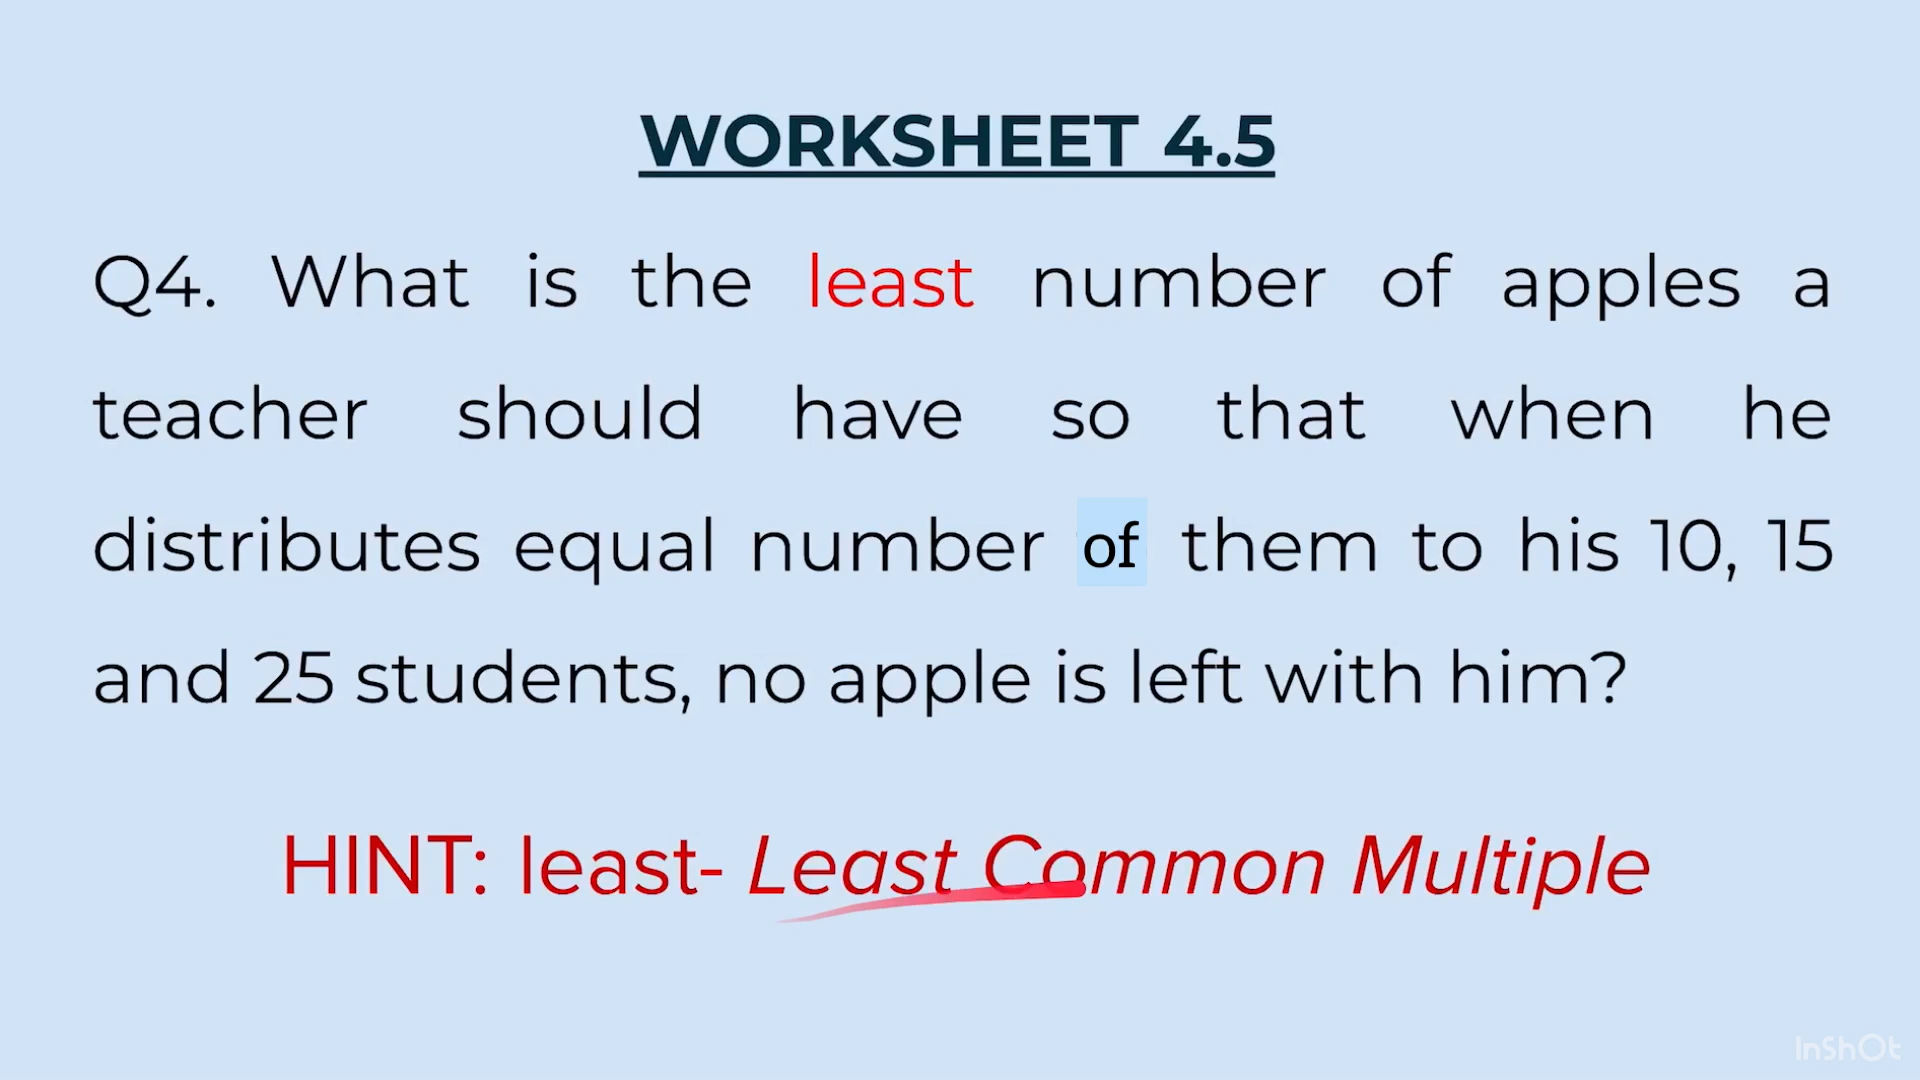 WORKSHEET 4.5
Q4. What is the least number of apples a
teacher should have so that when he
distributes equal number of them to his 10, 15
and 25 students, no apple is left with him?
HINT: least- Least Common Multiple
InShOt